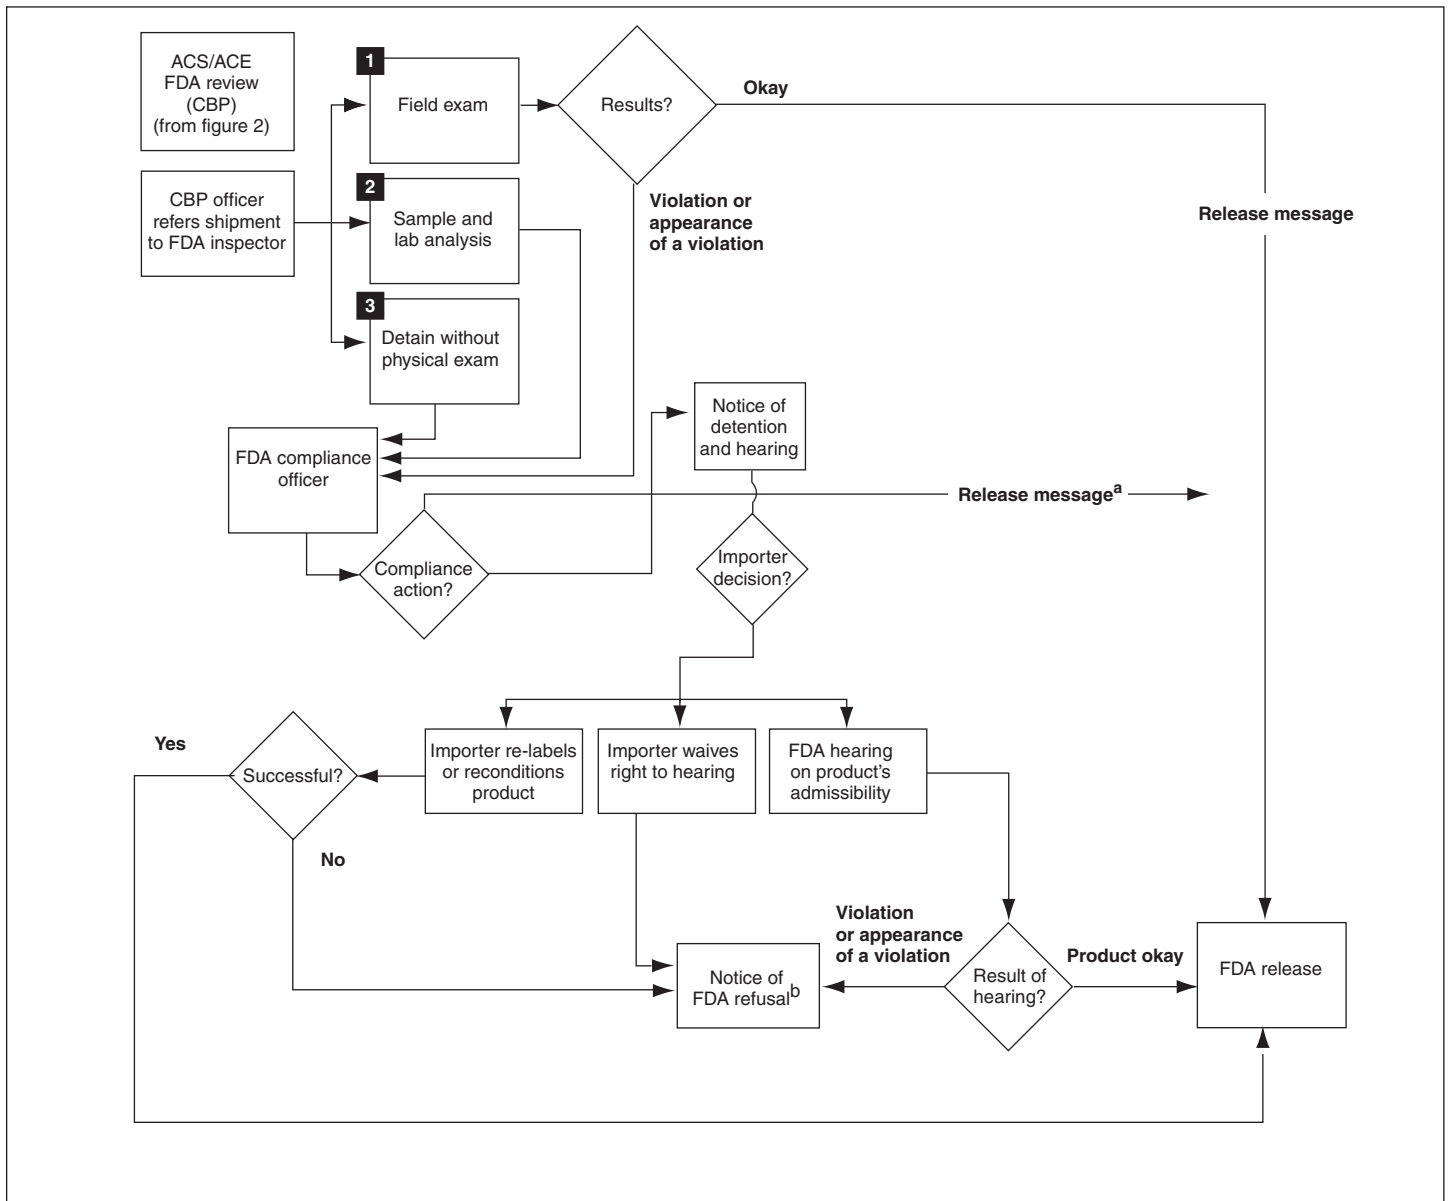 ACS/ACE
FDA review
(CBP)
(from figure 2)
CBP officer
refers shipment
to FDA inspector
1
Field exam
2
Sample and
lab analysis
3
Detain without
physical exam
Results?
Okay
Violation or
appearance
of a violation
Release message
FDA compliance
officer
Notice of
detention
and hearing
Release messagea
Compliance
action?
Importer
decision?
Yes
Successful?
No
Importer re-labels
or reconditions
product
Importer waives
right to hearing
FDA hearing
on product's
admissibility
Notice of
FDA refusalb
Violation
or appearance
of a violation
Result of
hearing?
Product okay
FDA release